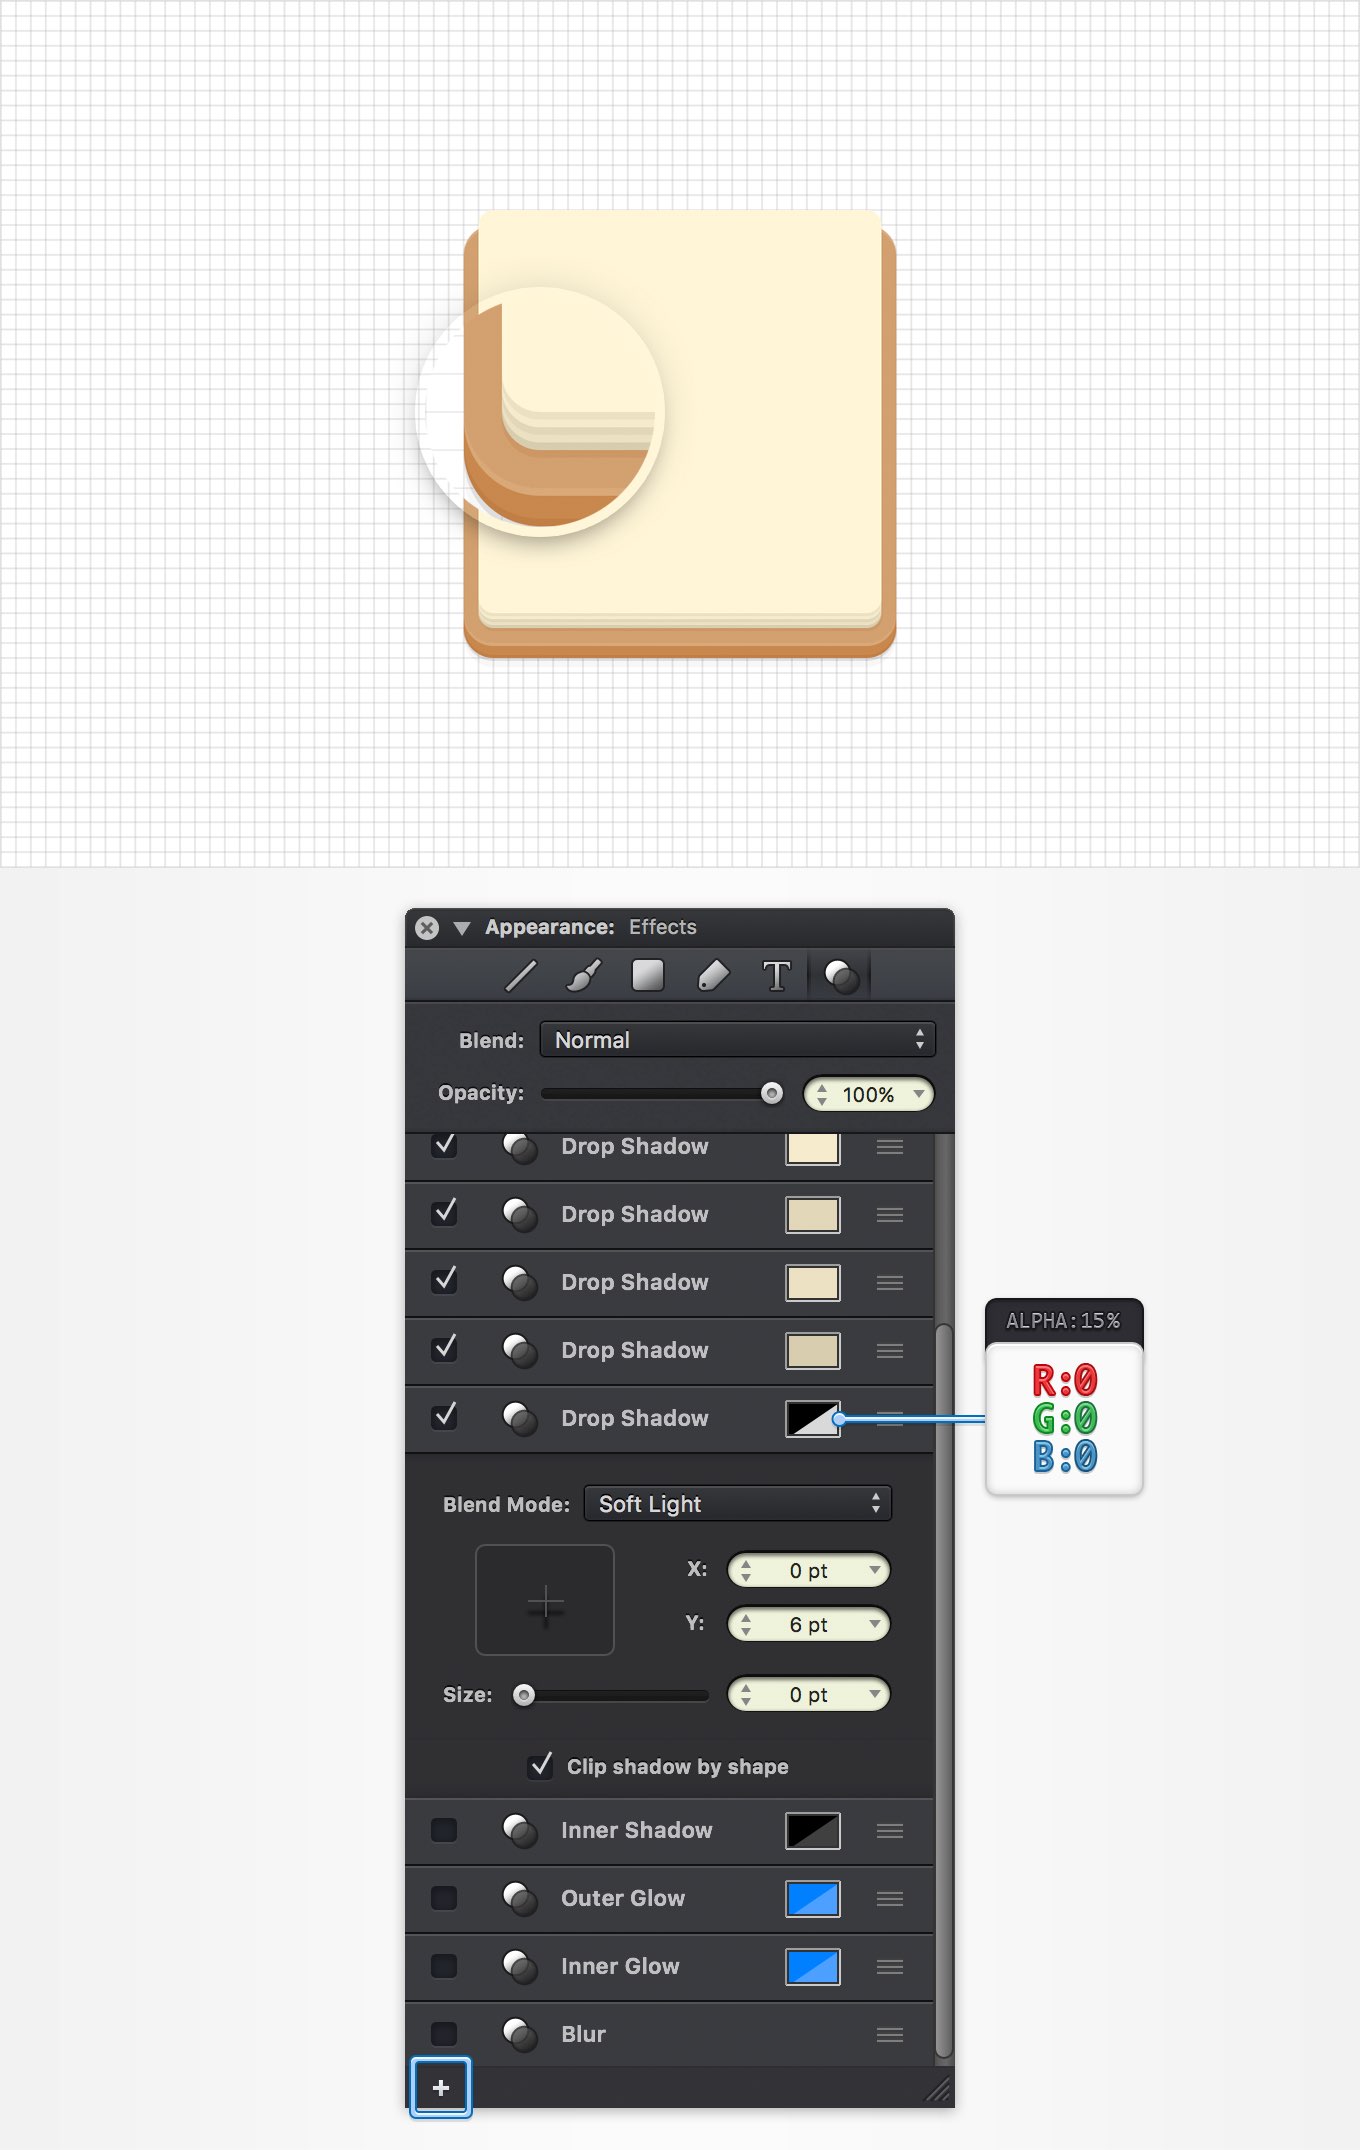 Appearance: Effects
T
Blend: Normal
Opacity: 100%
Drop Shadow
Drop Shadow
Drop Shadow
Drop Shadow
Drop Shadow
ALPHA:15%
R:0
G:0
B:0
Blend Mode: Soft Light
X: 0 pt
Y: 6 pt
Size: 0 pt
Clip shadow by shape
Inner Shadow
Outer Glow
Inner Glow
Blur
+